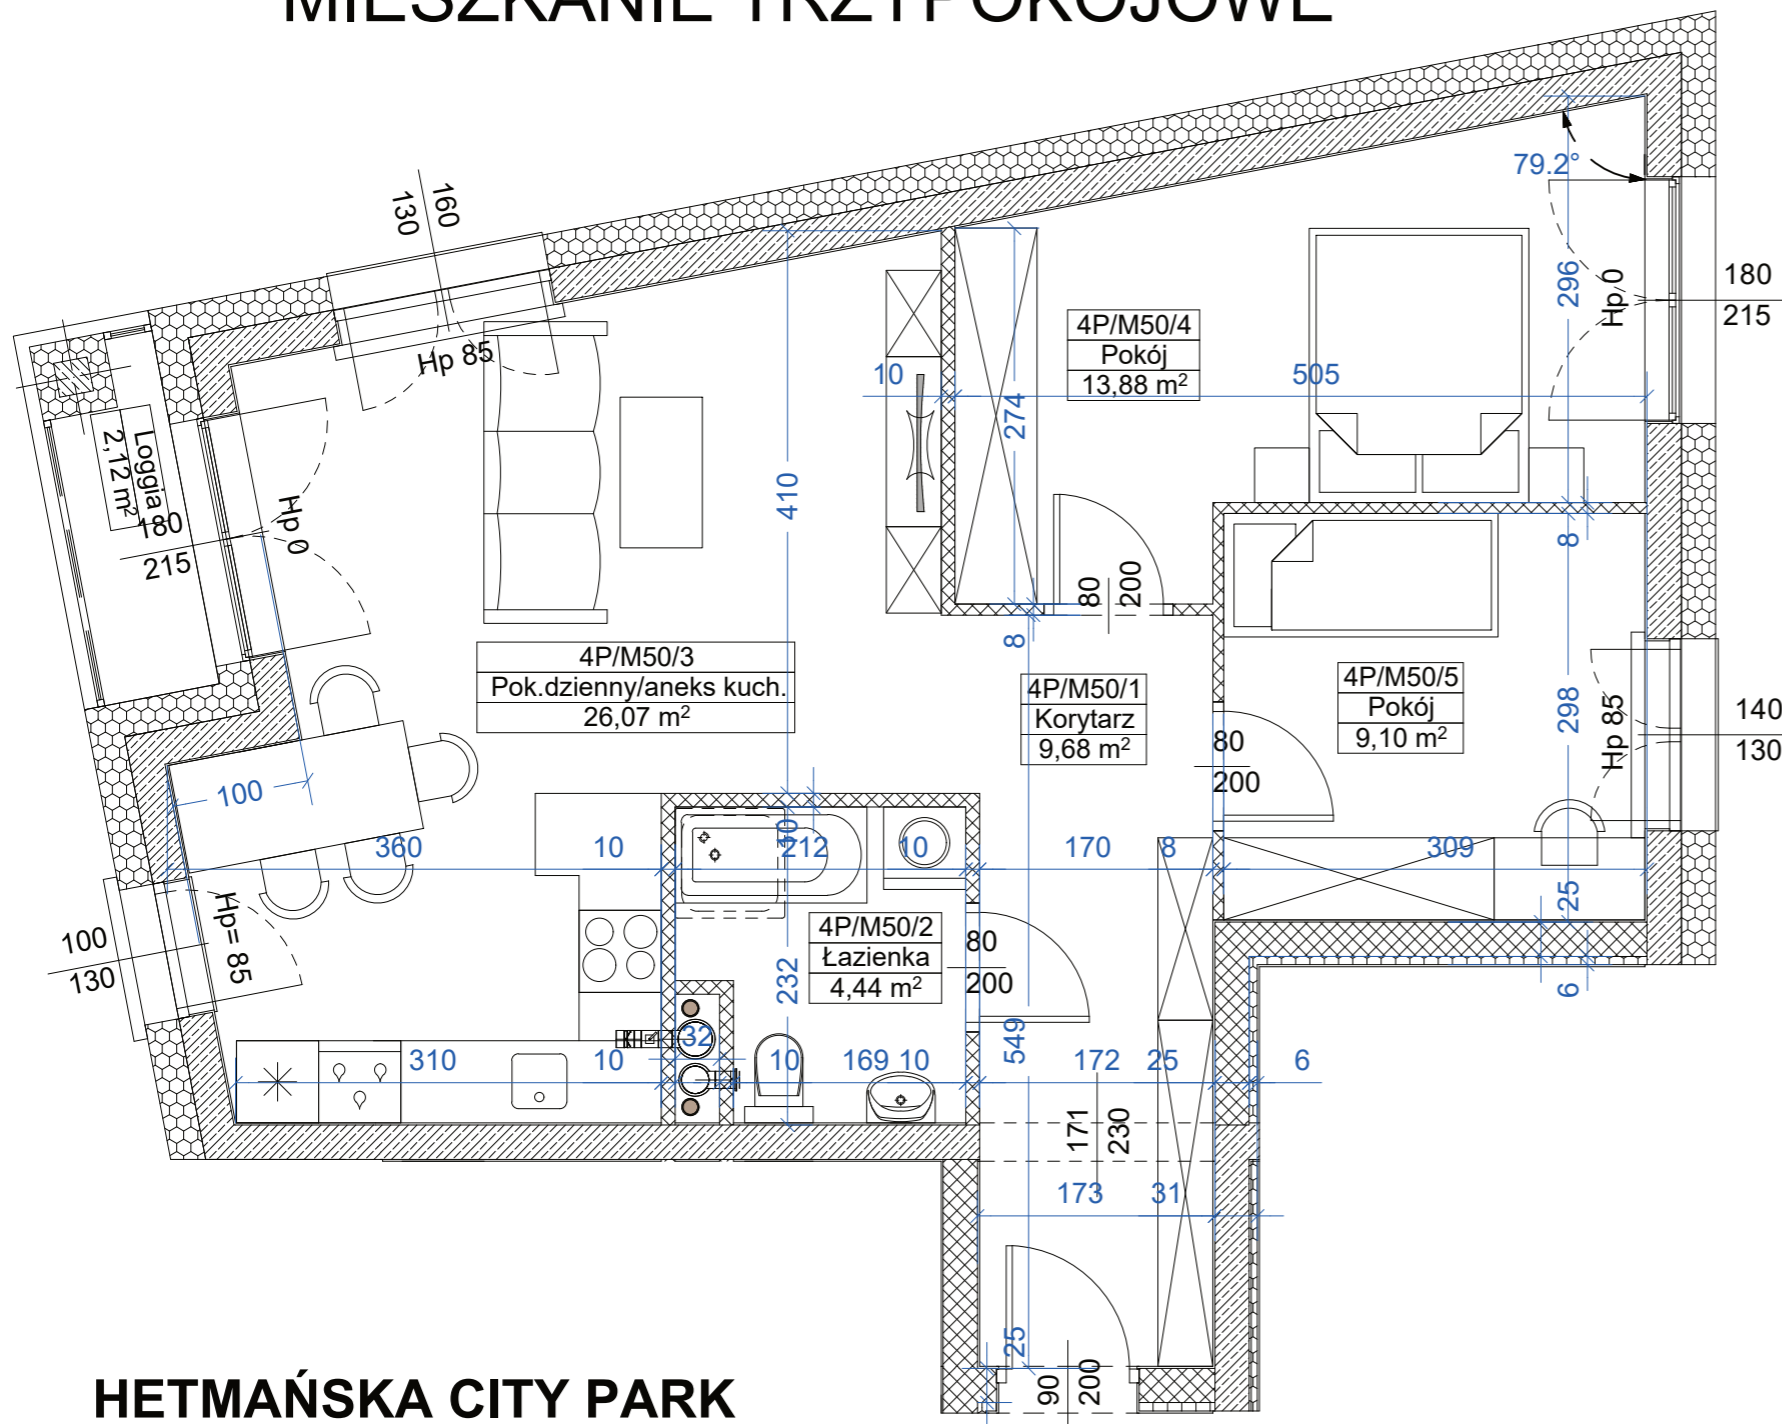 MIESZKANIE TRZYPOKOJOWE
160
130
79.2°
Hp 85
Hp 0
296
180
215
4P/M50/4
Pokój
13,88 m²
10
505
274
Loggia
2,12 m²
180
215
Hp 0
410
8
80
200
8
4P/M50/3
Pok.dzienny/aneks kuch.
26,07 m²
4P/M50/1
Korytarz
9,68 m²
4P/M50/5
Pokój
9,10 m²
298
Hp 85
140
130
80
200
100
360
10
10
212
10
170
8
309
25
Hp= 85
100
130
4P/M50/2
Łazienka
4,44 m²
80
200
232
6
32
549
310
10
10
169
10
172
25
6
171
230
173
31
25
90
200
HETMAŃSKA CITY PARK